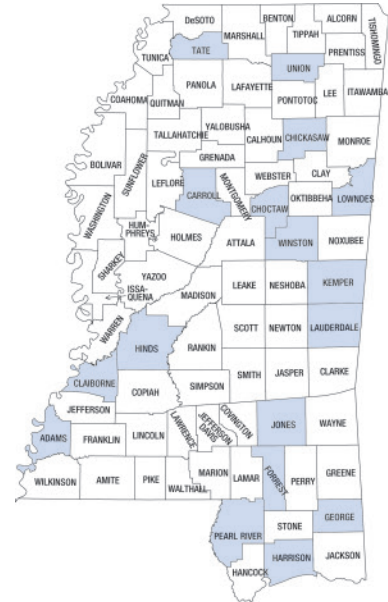 DeSOTO
MARSHALL
BENTON
TIPPAH
ALCORN
TISHOMINGO
TATE
PRENTISS
TUNICA
UNION
PANOLA
LAFAYETTE
LEE
ITAWAMBA
COAHOMA
QUITMAN
PONTOTOC
YALOBUSHA
TALLAHATCHIE
CALHOUN
CHICKASAW
MONROE
BOLIVAR
SUNFLOWER
GRENADA
LEFLORE
CARROLL
MONTGOMERY
WEBSTER
CLAY
WASHINGTON
CHOCTAW
OKTIBBEHA
LOWNDES
HUM-
PHREYS
HOLMES
ATTALA
WINSTON
NOXUBEE
SHARKEY
YAZOO
ISSA-
QUENA
MADISON
LEAKE
NESHOBA
KEMPER
WARREN
HINDS
RANKIN
SCOTT
NEWTON
LAUDERDALE
CLAIBORNE
COPIAH
SIMPSON
SMITH
JASPER
CLARKE
JEFFERSON
ADAMS
FRANKLIN
LINCOLN
LAWRENCE
JEFFERSON
DAVIS
COVINGTON
JONES
WAYNE
WILKINSON
AMITE
PIKE
WALTHALL
MARION
LAMAR
FORREST
PERRY
GREENE
PEARL RIVER
STONE
GEORGE
HANCOCK
HARRISON
JACKSON